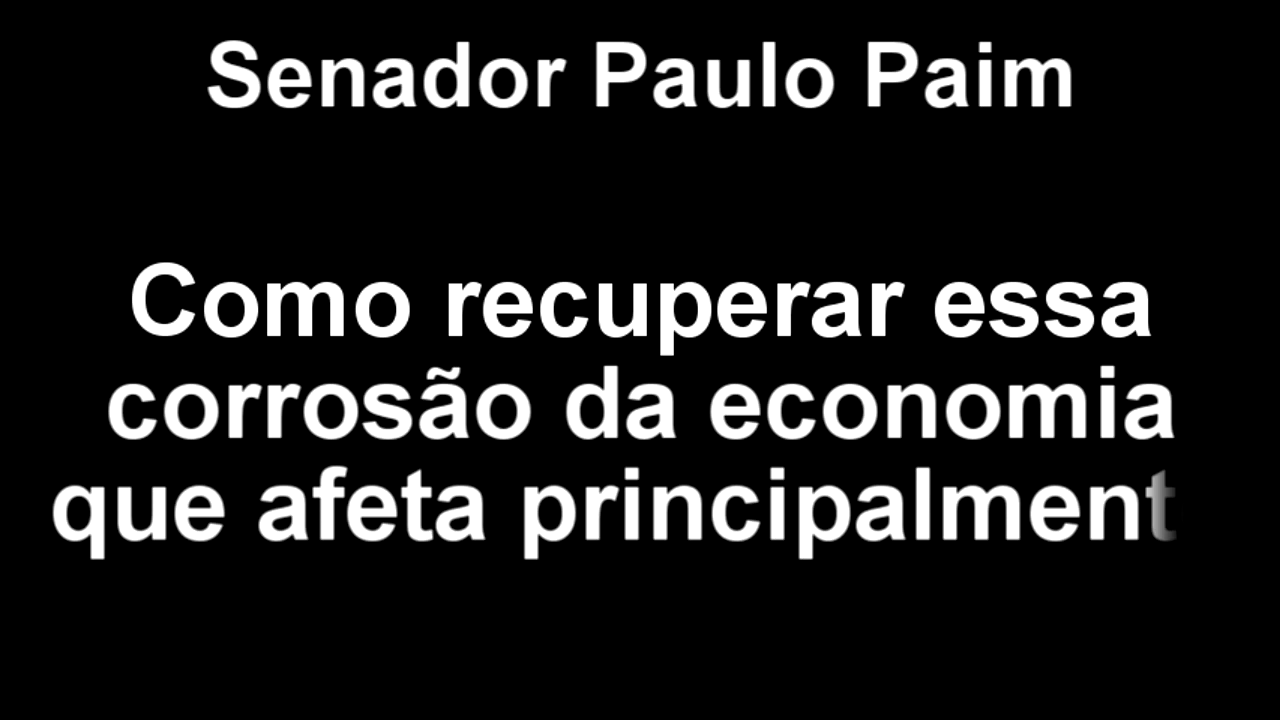 Senador Paulo Paim
Como recuperar essa
corrosão da economia
que afeta principalment